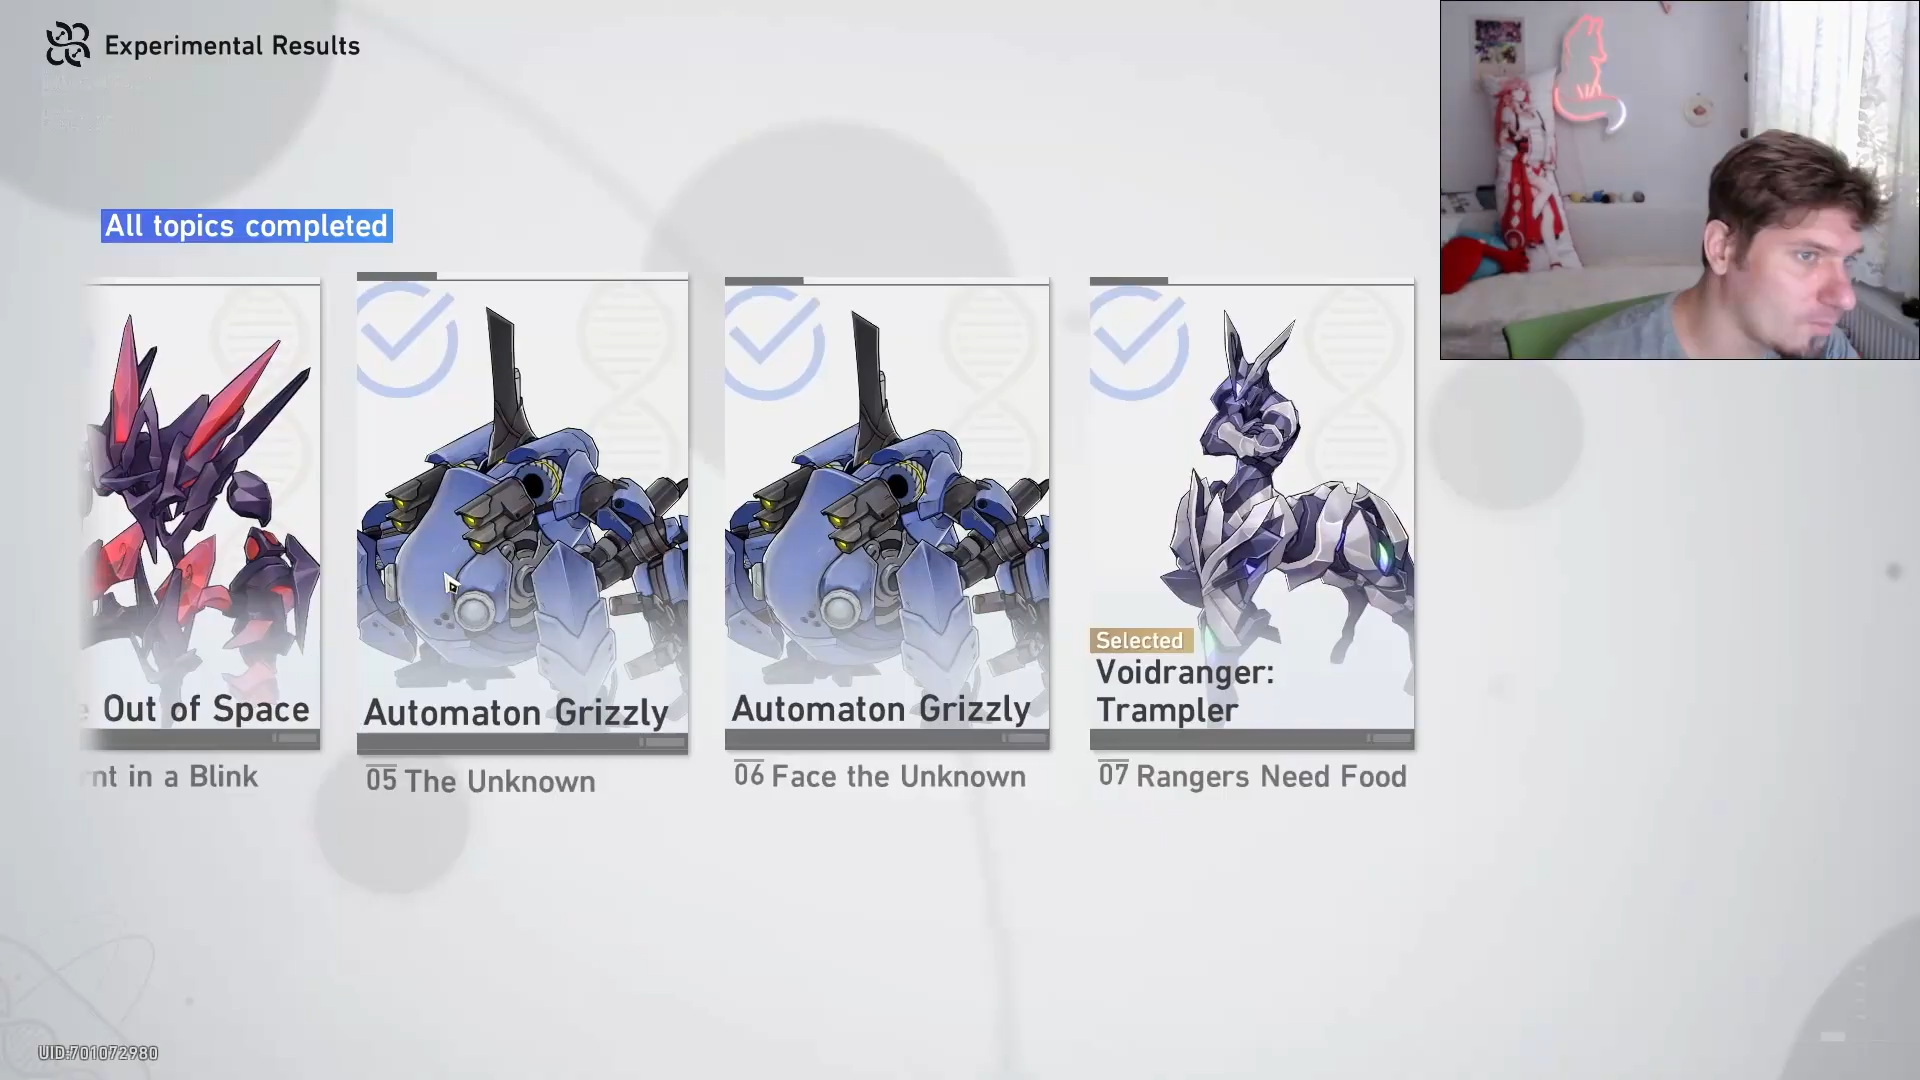 Experimental Results
All topics completed
Out of Space
nt in a Blink
Automaton Grizzly
05 The Unknown
Automaton Grizzly
06 Face the Unknown
Selected
Voidranger:
Trampler
07 Rangers Need Food
UID:701072980